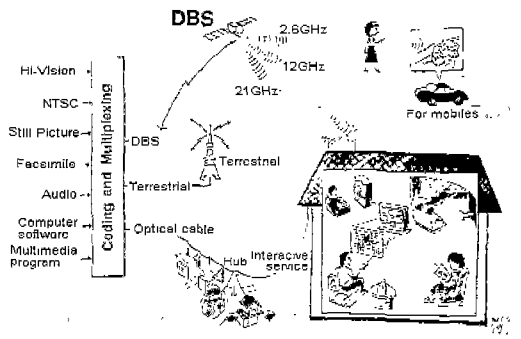 DBS
2.6GHz
12GHz
21GHz
For mobiles
Hi-Vision
NTSC
Still Picture
Facsimile
Audio
Computer
software
Multimedia
program
Coding and Multiplexing
DBS
Terrestrial
Optical cable
Terrestrial
Hub
Interactive
service